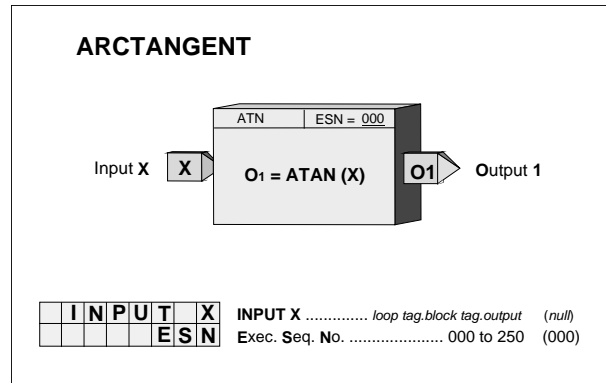 ARCTANGENT
ATN ESN = 000
Input X X O1 = ATAN (X) O1 Output 1
INPUT X INPUT X .............. loop tag.block tag.output (null)
ESN Exec. Seq. No. ..................... 000 to 250 (000)